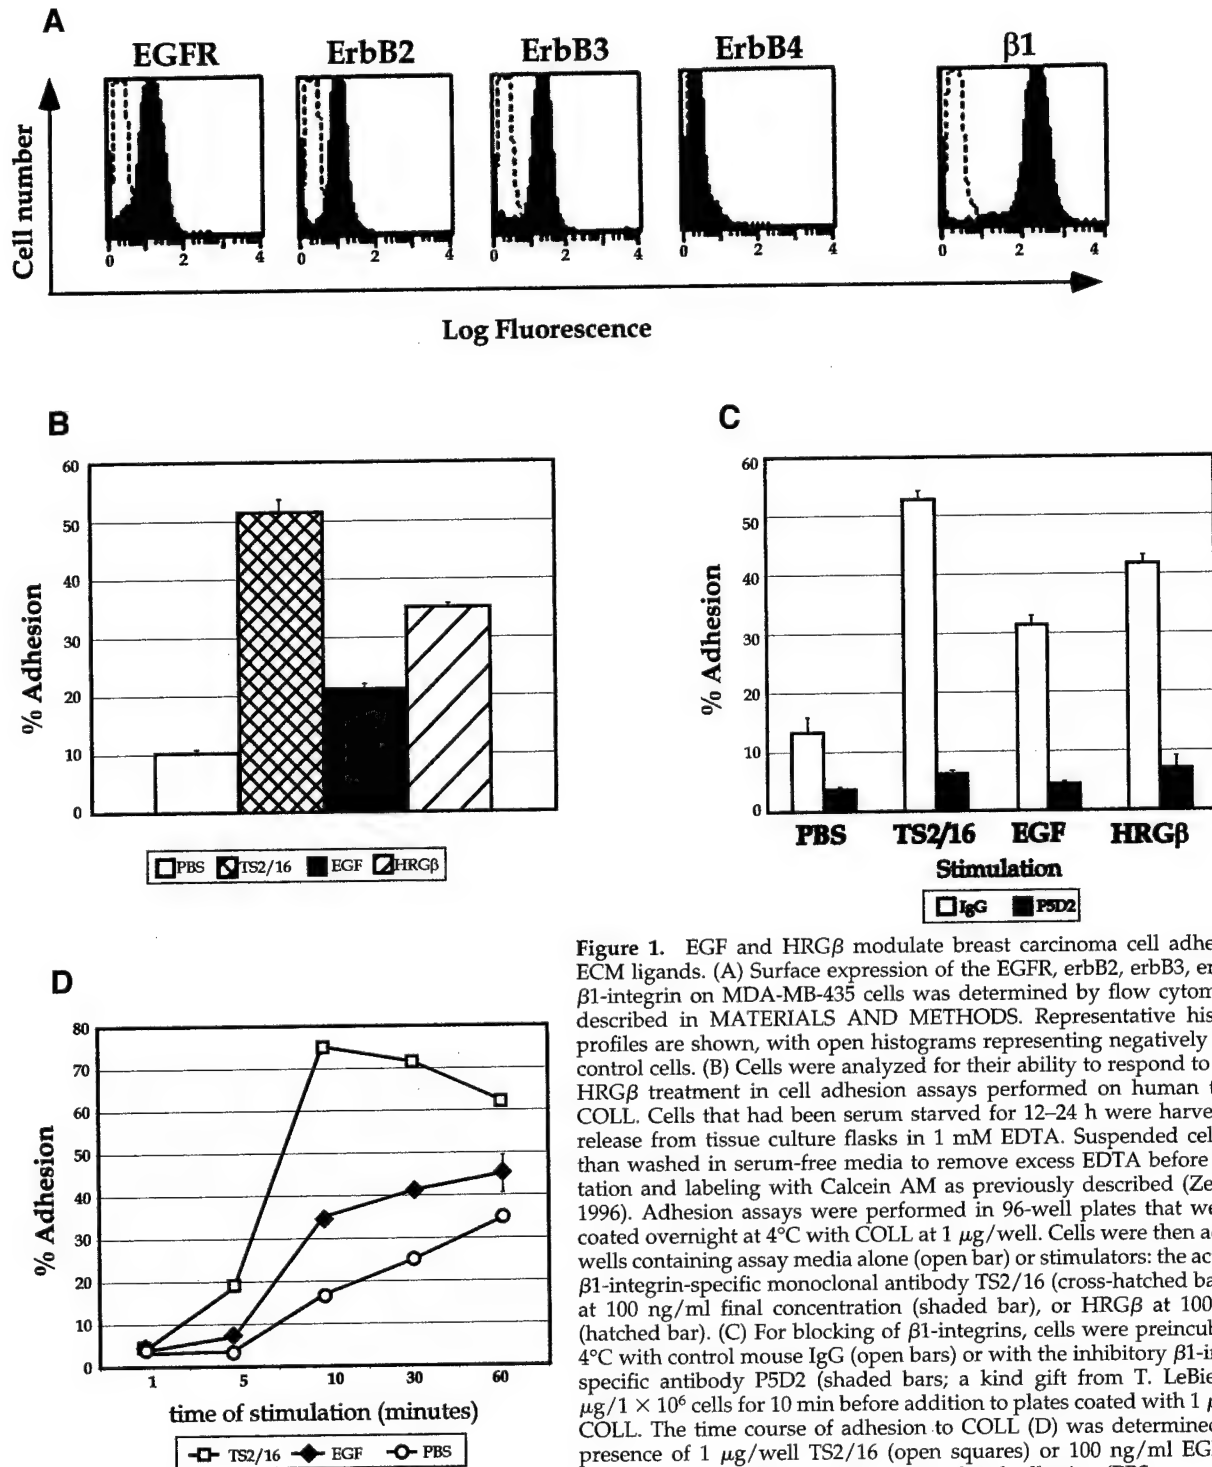 A
EGFR
ErbB2
ErbB3
ErbB4
β1
Cell number
0 2 4
0 2 4
0 2 4
0 2 4
0 2 4
Log Fluorescence
B
60
50
40
30
20
10
0
% Adhesion
PBS TS2/16 EGF HRGβ
C
60
50
40
30
20
10
0
% Adhesion
PBS TS2/16 EGF HRGβ
Stimulation
IgG P5D2
D
80
70
60
50
40
30
20
10
0
% Adhesion
1 5 10 30 60
time of stimulation (minutes)
TS2/16 EGF PBS
Figure 1. EGF and HRGβ modulate breast carcinoma cell adhe
ECM ligands. (A) Surface expression of the EGFR, erbB2, erbB3, er
β1-integrin on MDA-MB-435 cells was determined by flow cytom
described in MATERIALS AND METHODS. Representative his
profiles are shown, with open histograms representing negatively
control cells. (B) Cells were analyzed for their ability to respond to
HRGβ treatment in cell adhesion assays performed on human t
COLL. Cells that had been serum starved for 12–24 h were harve
release from tissue culture flasks in 1 mM EDTA. Suspended cel
than washed in serum-free media to remove excess EDTA before
tation and labeling with Calcein AM as previously described (Ze
1996). Adhesion assays were performed in 96-well plates that we
coated overnight at 4°C with COLL at 1 μg/well. Cells were then a
wells containing assay media alone (open bar) or stimulators: the ac
β1-integrin-specific monoclonal antibody TS2/16 (cross-hatched ba
at 100 ng/ml final concentration (shaded bar), or HRGβ at 100
(hatched bar). (C) For blocking of β1-integrins, cells were preincub
4°C with control mouse IgG (open bars) or with the inhibitory β1-i
specific antibody P5D2 (shaded bars; a kind gift from T. LeBie
μg/1 × 10⁶ cells for 10 min before addition to plates coated with 1 μ
COLL. The time course of adhesion to COLL (D) was determined
presence of 1 μg/well TS2/16 (open squares) or 100 ng/ml EG